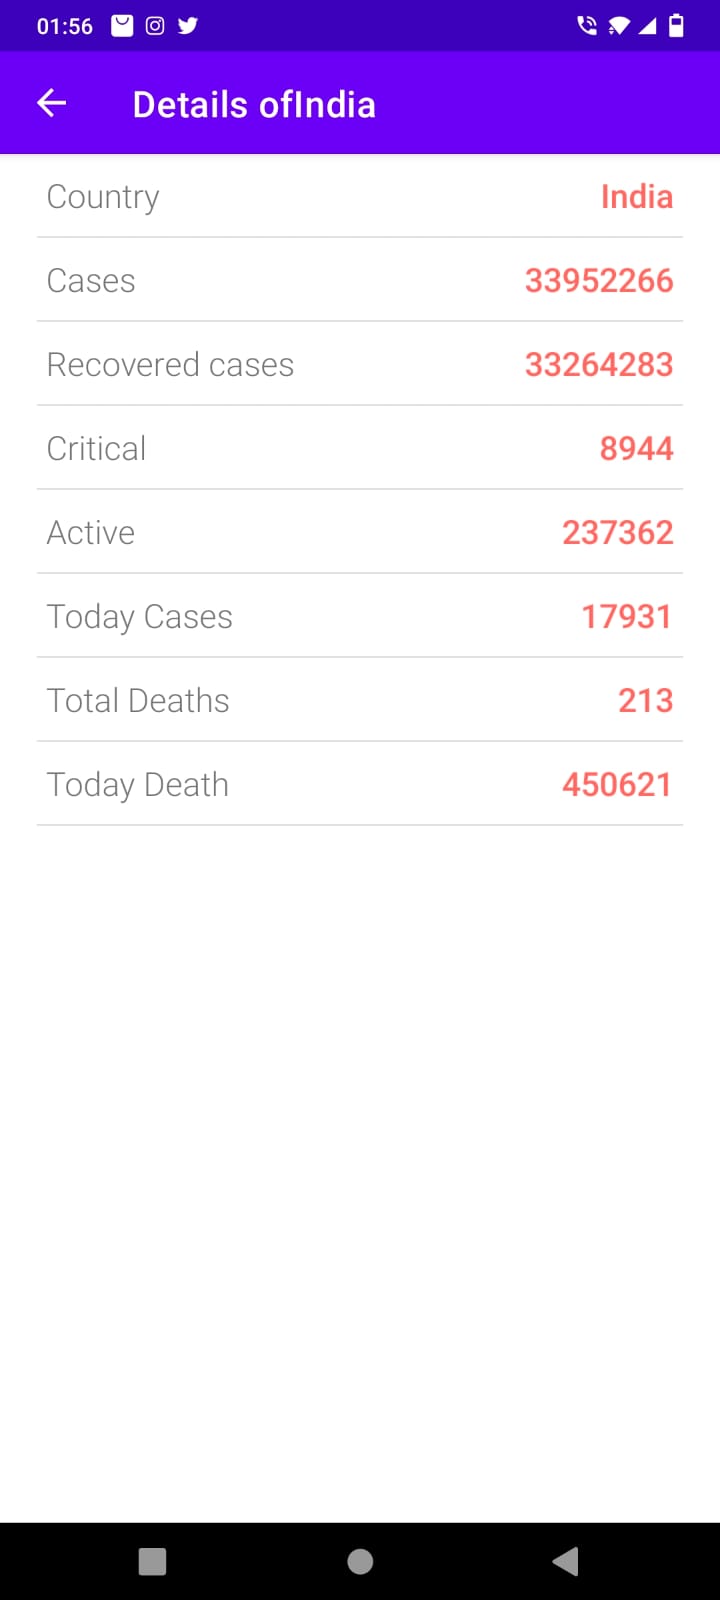 01:56
Details ofIndia
Country India
Cases 33952266
Recovered cases 33264283
Critical 8944
Active 237362
Today Cases 17931
Total Deaths 213
Today Death 450621